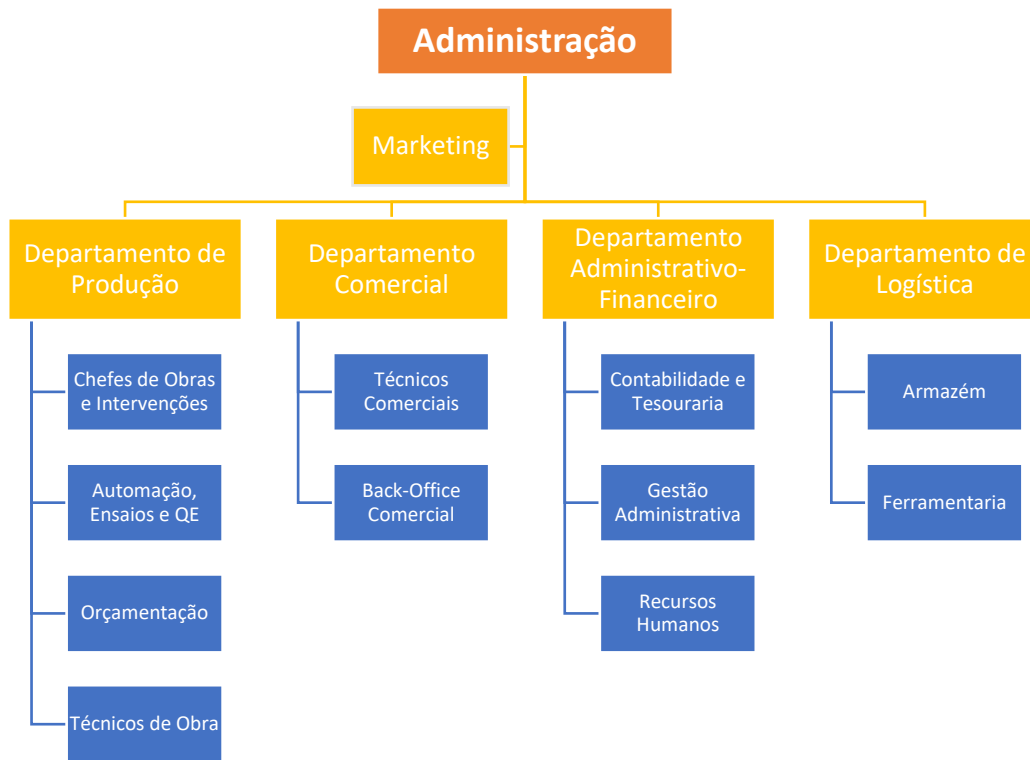 Administração
Marketing
Departamento de
Produção
Departamento
Comercial
Departamento
Administrativo-
Financeiro
Departamento de
Logística
Chefes de Obras
e Intervenções
Técnicos
Comerciais
Contabilidade e
Tesouraria
Armazém
Automação,
Ensaios e QE
Back-Office
Comercial
Gestão
Administrativa
Ferramentaria
Orçamentação
Recursos
Humanos
Técnicos de Obra